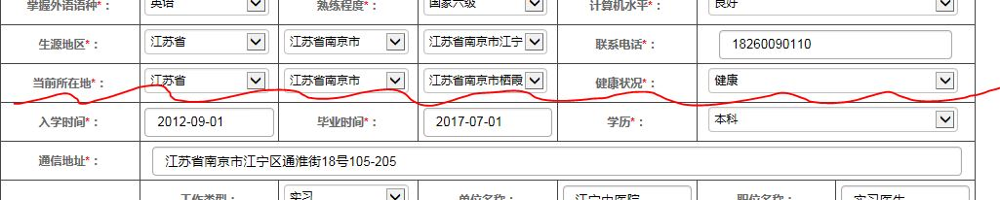 掌握外语语种*： 英语 熟练程度*： 国家六级 计算机水平*： 良好
生源地区*： 江苏省 江苏省南京市 江苏省南京市江宁 联系电话*： 18260090110
当前所在地*： 江苏省 江苏省南京市 江苏省南京市栖霞 健康状况*： 健康
入学时间*： 2012-09-01 毕业时间*： 2017-07-01 学历*： 本科
通信地址*： 江苏省南京市江宁区通淮街18号105-205
工作类型： 实习 单位名称： 江宁中医院 职位名称： 实习医生